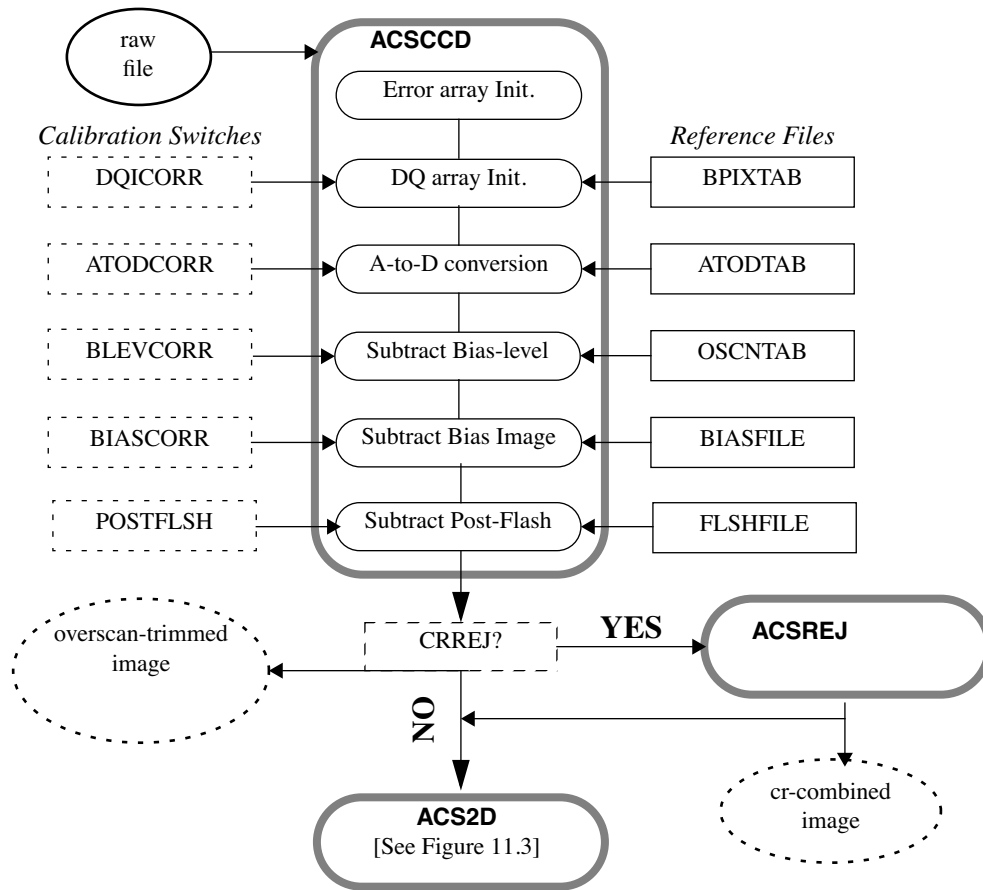 raw
file
ACSCCD
Error array Init.
Calibration Switches
Reference Files
DQICORR
DQ array Init.
BPIXTAB
ATODCORR
A-to-D conversion
ATODTAB
BLEVCORR
Subtract Bias-level
OSCNTAB
BIASCORR
Subtract Bias Image
BIASFILE
POSTFLSH
Subtract Post-Flash
FLSHFILE
overscan-trimmed
image
CRREJ?
YES
ACSREJ
NO
cr-combined
image
ACS2D
[See Figure 11.3]